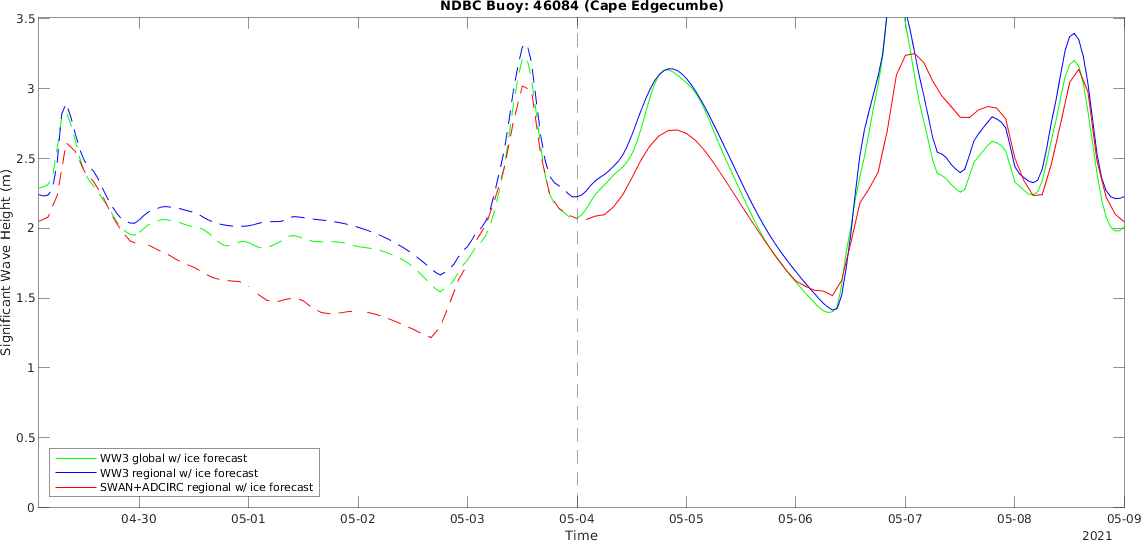 NDBC Buoy: 46084 (Cape Edgecumbe)
3.5
3
2.5
2
1.5
1
0.5
0
Significant Wave Height (m)
WW3 global w/ ice forecast
WW3 regional w/ ice forecast
SWAN+ADCIRC regional w/ ice forecast
04-30 05-01 05-02 05-03 05-04 05-05 05-06 05-07 05-08 05-09
Time
2021